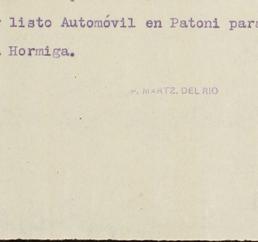 listo Automóvil en Patoni para
Hormiga.
P. MARTZ. DEL RIO